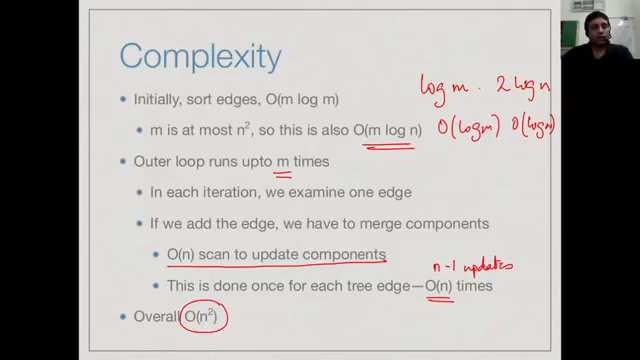 Complexity
Initially, sort edges, O(m log m)
log m . 2 log n
m is at most n², so this is also O(m log n)
O(log m) O(log n)
Outer loop runs upto m times
In each iteration, we examine one edge
If we add the edge, we have to merge components
O(n) scan to update components
n-1 updates
This is done once for each tree edge—O(n) times
Overall O(n²)